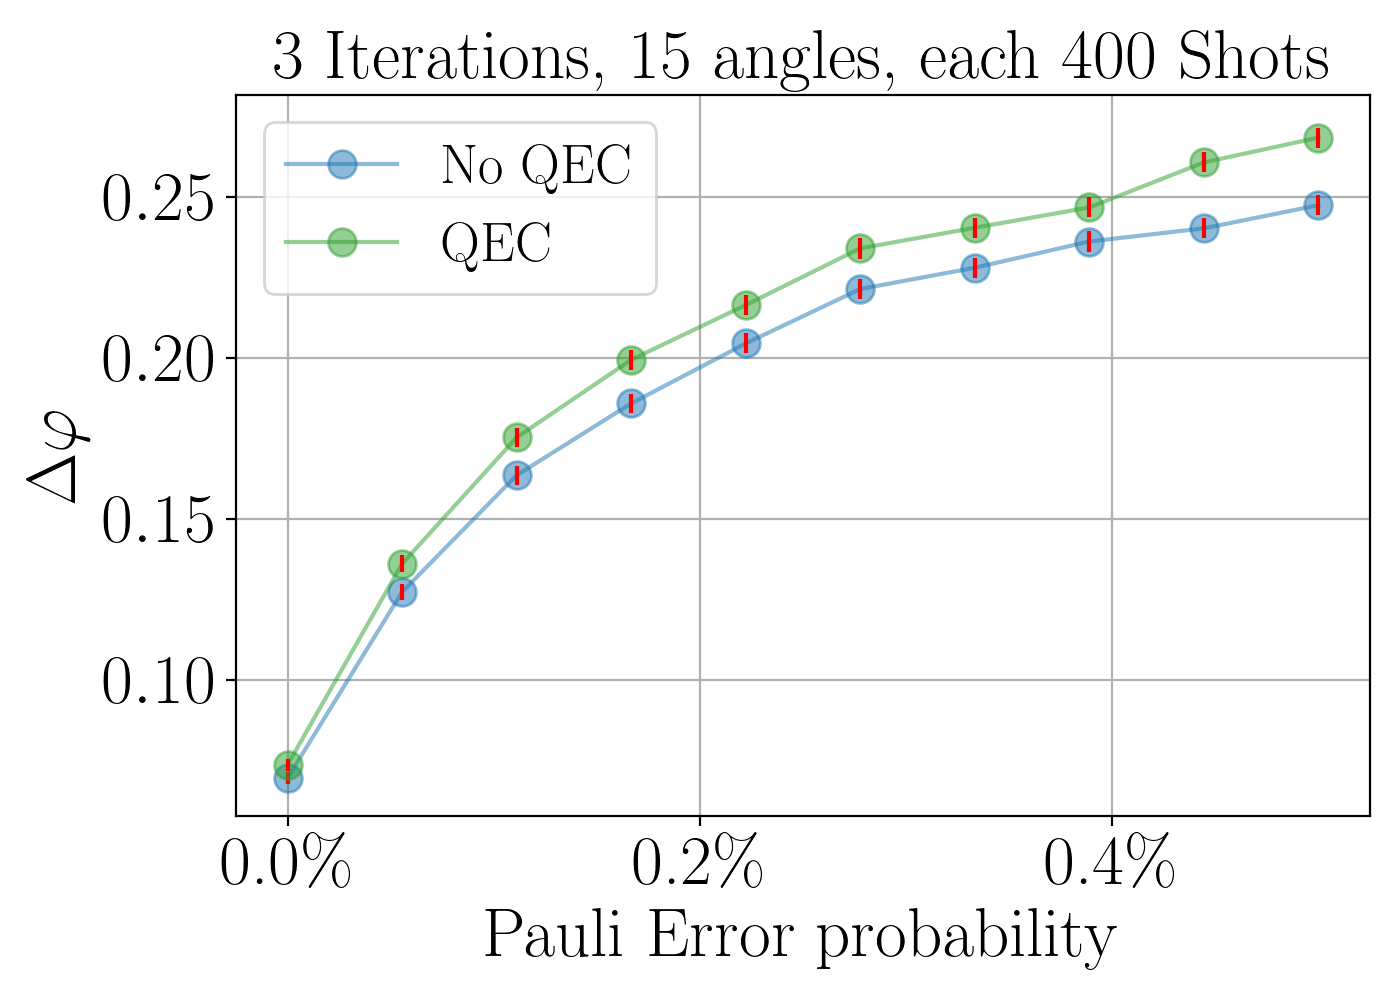 3 Iterations, 15 angles, each 400 Shots
No QEC
QEC
0.25
0.20
0.15
0.10
Δφ
0.0% 0.2% 0.4%
Pauli Error probability